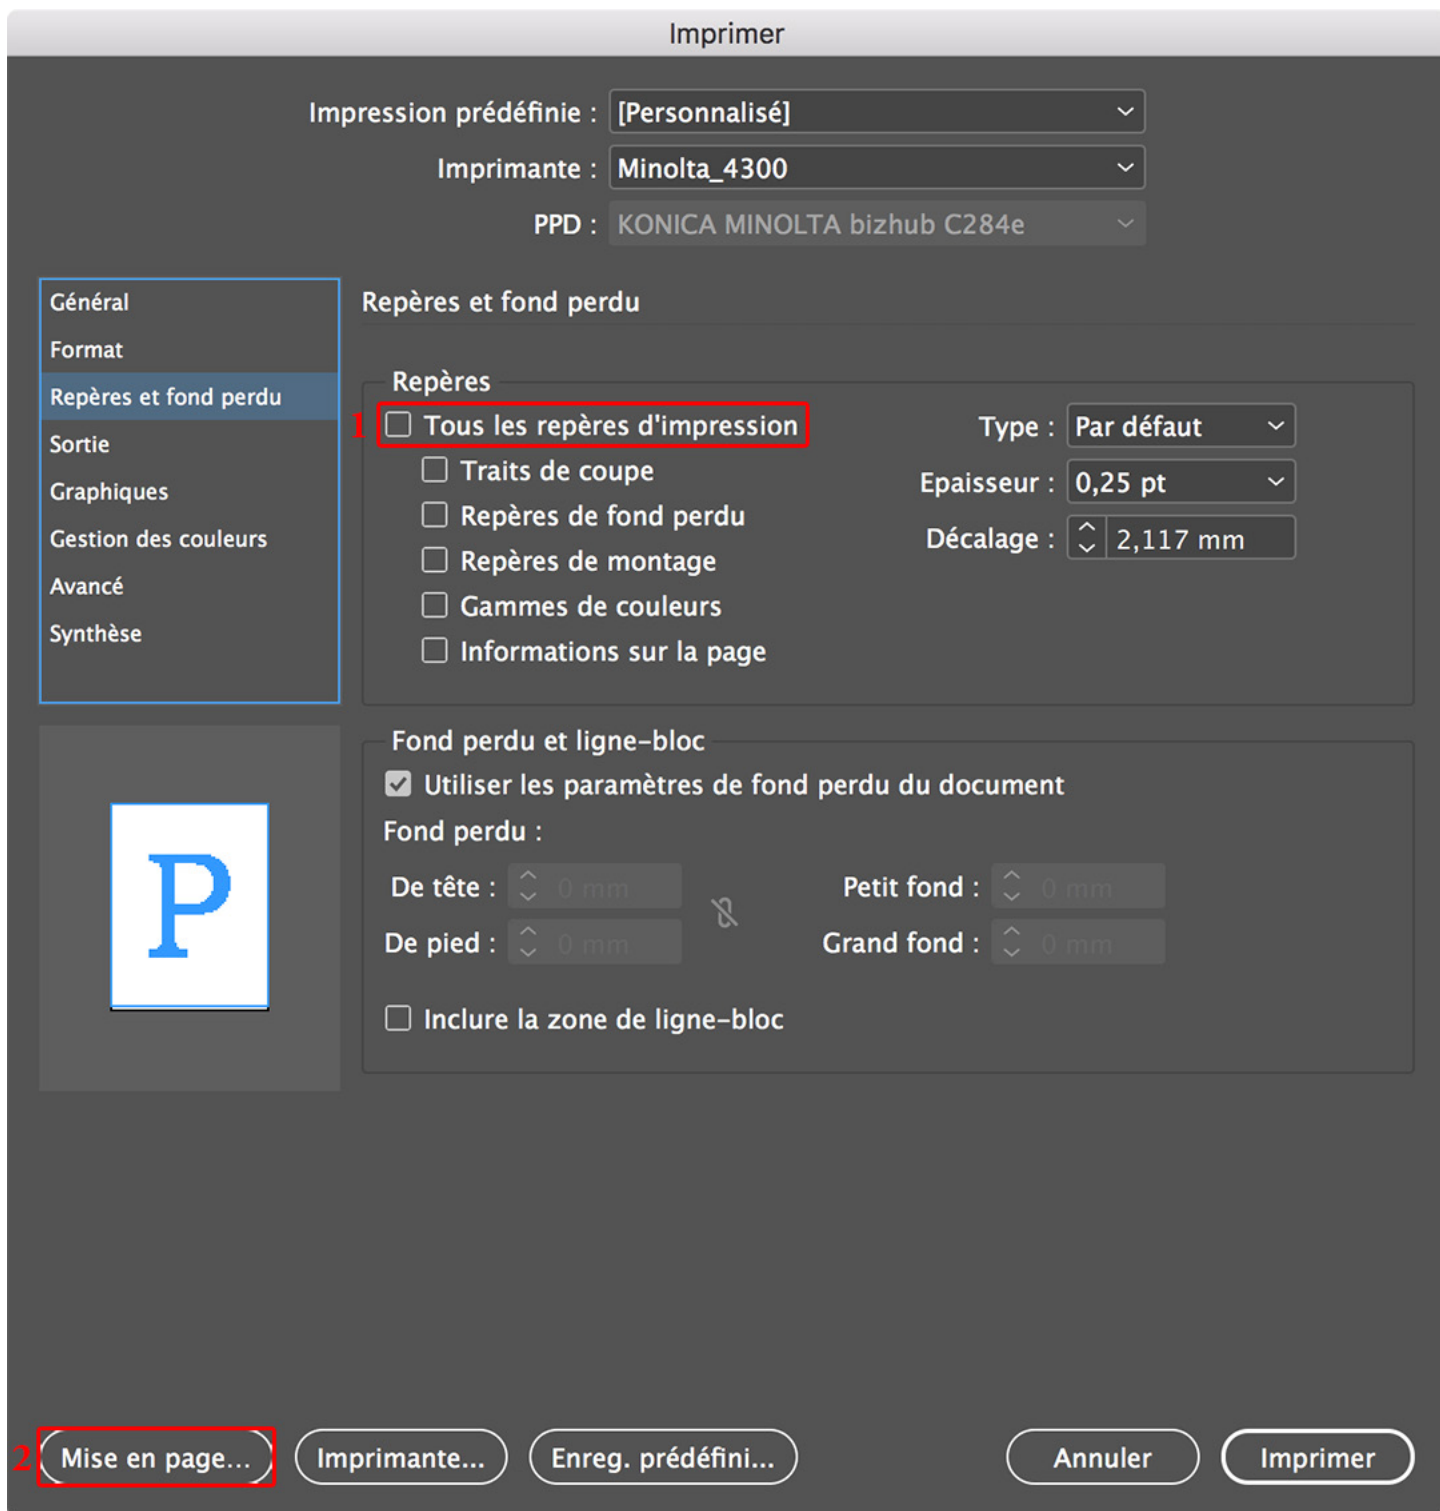 Imprimer
Impression prédéfinie : [Personnalisé]
Imprimante : Minolta_4300
PPD : KONICA MINOLTA bizhub C284e
Général
Format
Repères et fond perdu
Sortie
Graphiques
Gestion des couleurs
Avancé
Synthèse
P
Repères et fond perdu
Repères
1 Tous les repères d'impression
Traits de coupe
Repères de fond perdu
Repères de montage
Gammes de couleurs
Informations sur la page
Type : Par défaut
Epaisseur : 0,25 pt
Décalage : 2,117 mm
Fond perdu et ligne-bloc
Utiliser les paramètres de fond perdu du document
Fond perdu :
De tête : 0 mm Petit fond : 0 mm
De pied : 0 mm Grand fond : 0 mm
Inclure la zone de ligne-bloc
2 Mise en page... Imprimante... Enreg. prédéfini... Annuler Imprimer